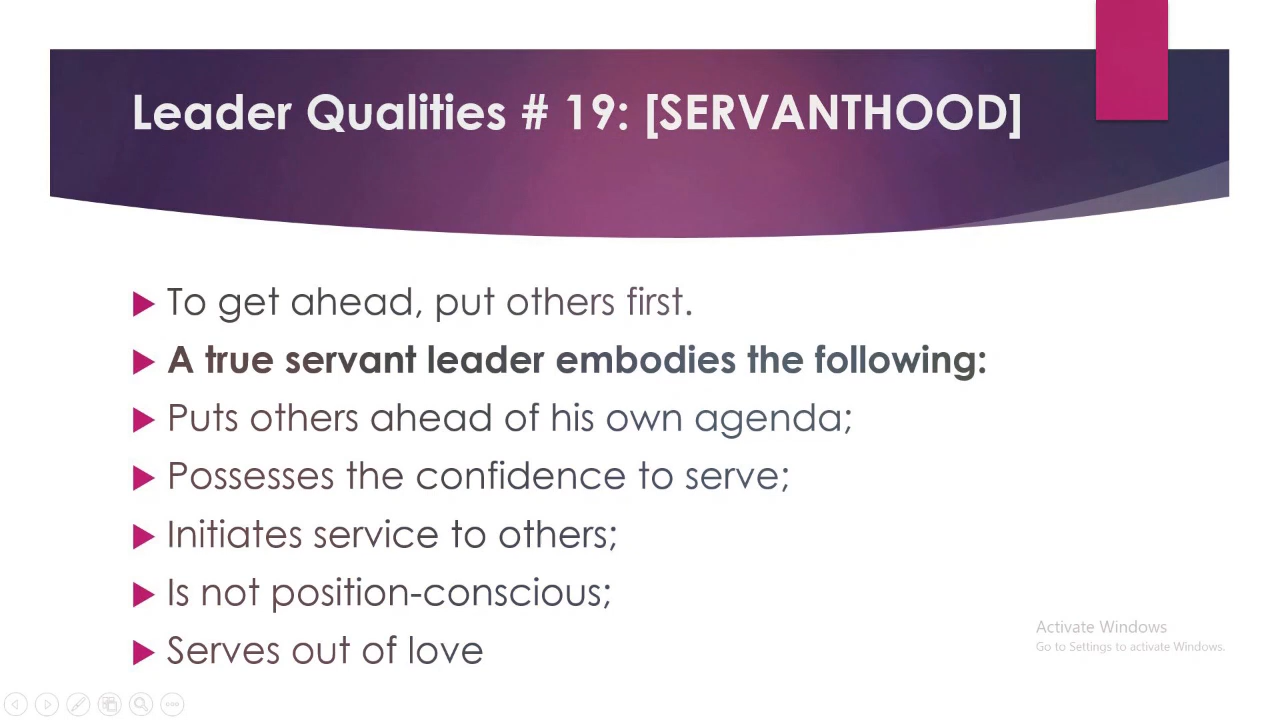 Leader Qualities # 19: [SERVANTHOOD]
To get ahead, put others first.
A true servant leader embodies the following:
Puts others ahead of his own agenda;
Possesses the confidence to serve;
Initiates service to others;
Is not position-conscious;
Serves out of love
Activate Windows
Go to Settings to activate Windows.